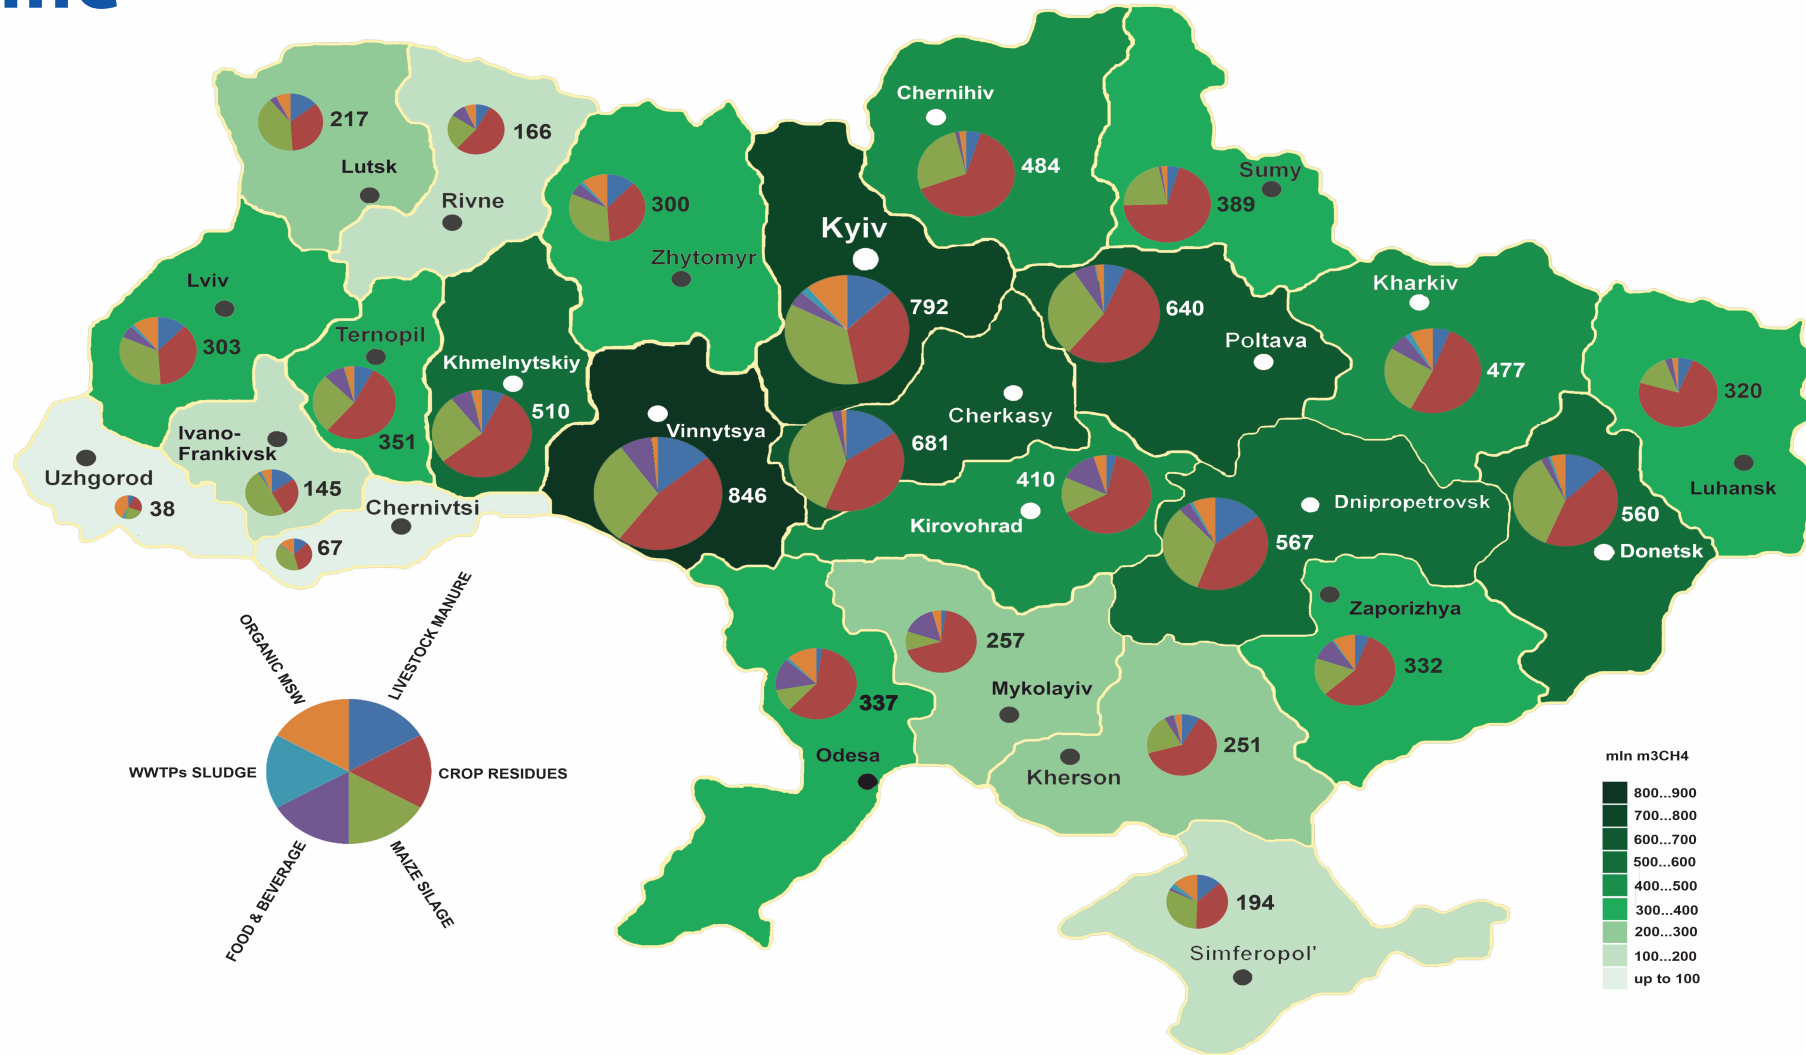 Chernihiv
484
217
166
Lutsk
Rivne
300
Zhytomyr
Sumy
389
Kyiv
792
Lviv
303
Ternopil
351
Khmelnytskiy
510
640
Poltava
Kharkiv
477
320
Luhansk
Cherkasy
681
Vinnytsya
846
Ivano-
Frankivsk
145
Uzhgorod
38
Chernivtsi
67
410
Kirovohrad
Dnipropetrovsk
567
560
Donetsk
Zaporizhya
332
257
Mykolayiv
337
Odesa
251
Kherson
194
Simferopol'
ORGANIC MSW
LIVESTOCK MANURE
WWTPs SLUDGE
CROP RESIDUES
FOOD & BEVERAGE
MAIZE SILAGE
mln m3CH4
800...900
700...800
600...700
500...600
400...500
300...400
200...300
100...200
up to 100